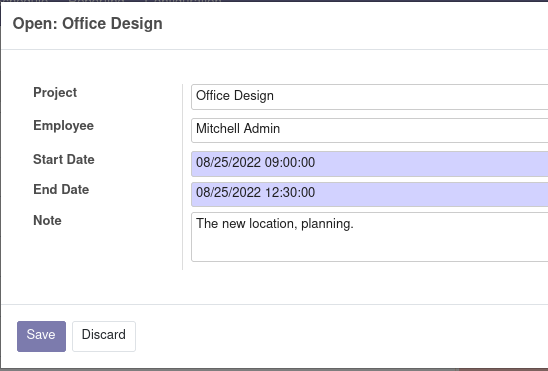 Open: Office Design
Project
Office Design
Employee
Mitchell Admin
Start Date
08/25/2022 09:00:00
End Date
08/25/2022 12:30:00
Note
The new location, planning.
Save
Discard